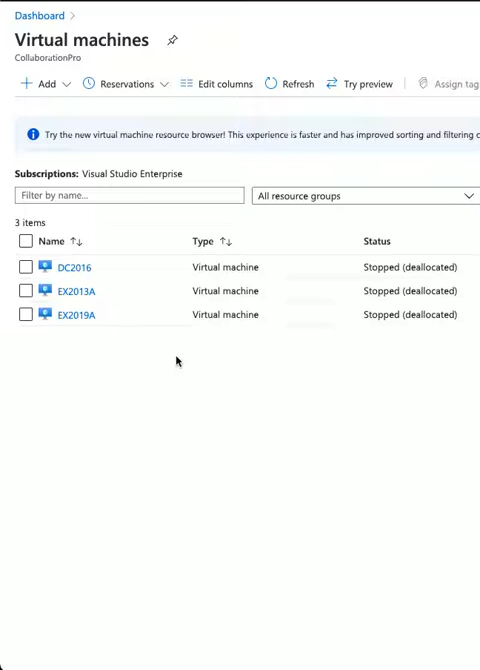 Dashboard >
Virtual machines
CollaborationPro
+ Add Reservations Edit columns Refresh Try preview Assign tag
Try the new virtual machine resource browser! This experience is faster and has improved sorting and filtering
Subscriptions: Visual Studio Enterprise
Filter by name... All resource groups
3 items
Name ↑↓ Type ↑↓ Status
DC2016 Virtual machine Stopped (deallocated)
EX2013A Virtual machine Stopped (deallocated)
EX2019A Virtual machine Stopped (deallocated)